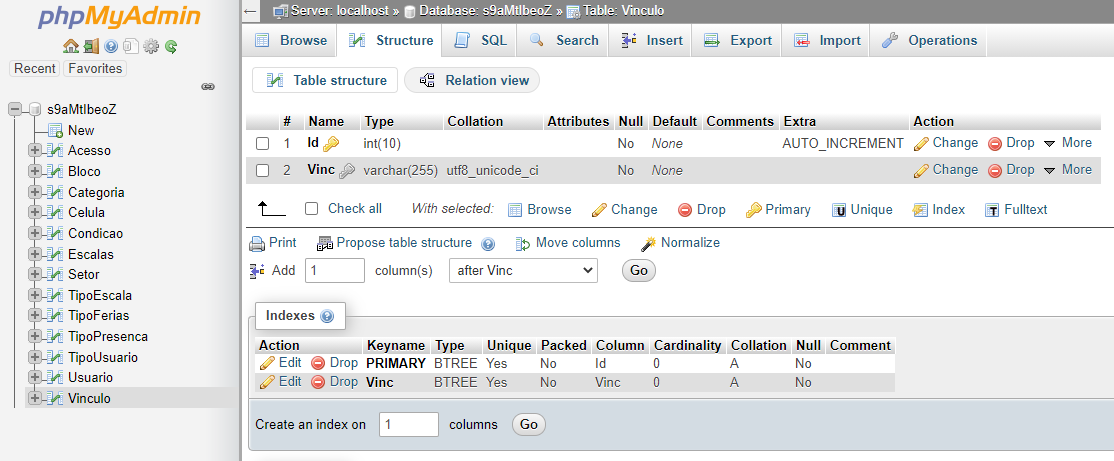 phpMyAdmin
Recent Favorites
s9aMtIbeoZ
New
Acesso
Bloco
Categoria
Celula
Condicao
Escalas
Setor
TipoEscala
TipoFerias
TipoPresenca
TipoUsuario
Usuario
Vinculo
Server: localhost » Database: s9aMtIbeoZ » Table: Vinculo
Browse Structure SQL Search Insert Export Import Operations
Table structure Relation view
# Name Type Collation Attributes Null Default Comments Extra Action
1 Id int(10) No None AUTO_INCREMENT Change Drop More
2 Vinc varchar(255) utf8_unicode_ci No None Change Drop More
Check all With selected: Browse Change Drop Primary Unique Index Fulltext
Print Propose table structure Move columns Normalize
Add 1 column(s) after Vinc Go
Indexes
Action Keyname Type Unique Packed Column Cardinality Collation Null Comment
Edit Drop PRIMARY BTREE Yes No Id 0 A No
Edit Drop Vinc BTREE Yes No Vinc 0 A No
Create an index on 1 columns Go